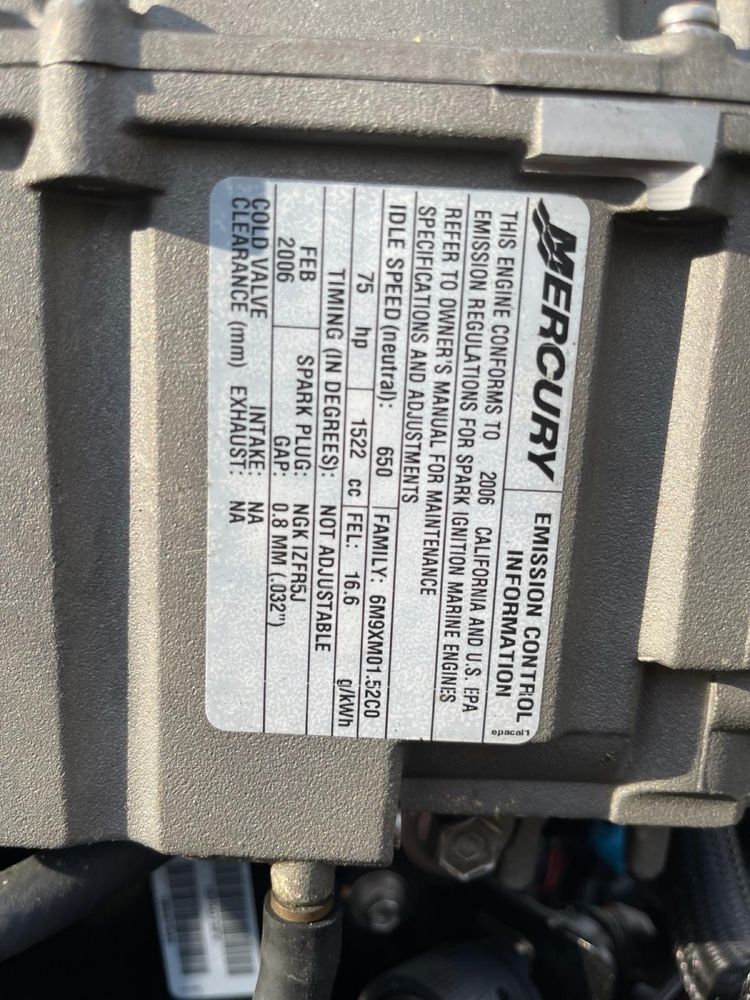 MERCURY
EMISSION CONTROL
INFORMATION
epacal1
THIS ENGINE CONFORMS TO 2006 CALIFORNIA AND U.S. EPA
EMISSION REGULATIONS FOR SPARK IGNITION MARINE ENGINES
REFER TO OWNER'S MANUAL FOR MAINTENANCE
SPECIFICATIONS AND ADJUSTMENTS
IDLE SPEED (neutral): 650 FAMILY: 6M9XM01.52C0
75 hp 1522 cc FEL: 16.6 g/kWh
TIMING (IN DEGREES): NOT ADJUSTABLE
FEB SPARK PLUG: NGK IZFR5J
2006 GAP: 0.8 MM (.032")
COLD VALVE INTAKE: NA
CLEARANCE (mm) EXHAUST: NA